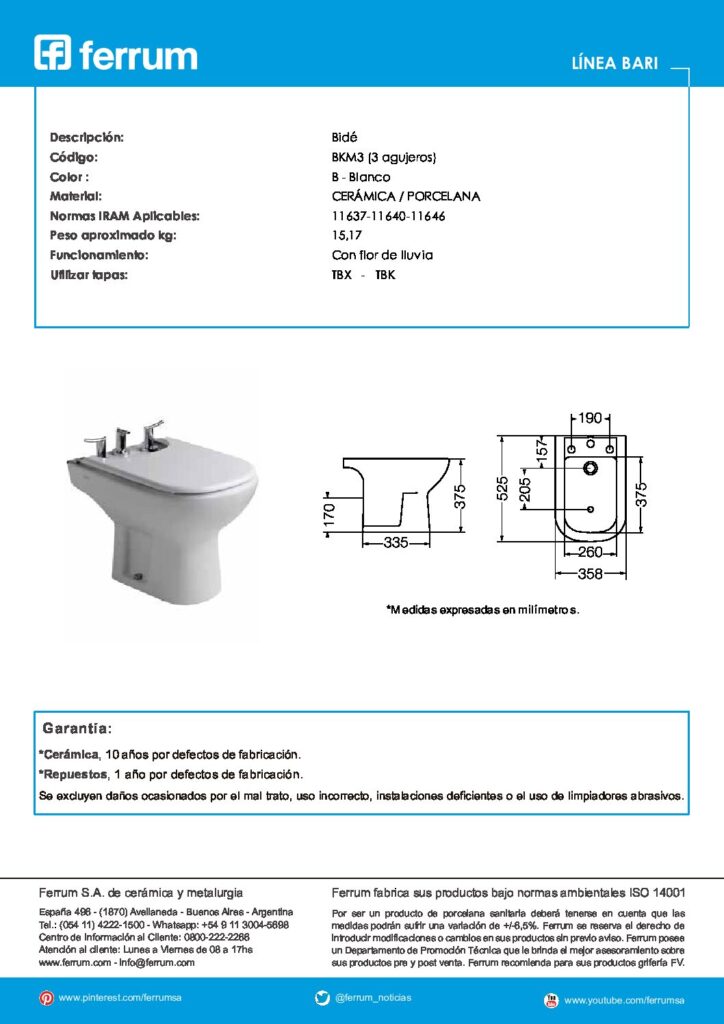 ferrum
LÍNEA BARI
Descripción: Bidé
Código: BKM3 (3 agujeros)
Color : B - Blanco
Material: CERÁMICA / PORCELANA
Normas IRAM Aplicables: 11637-11640-11646
Peso aproximado kg: 15,17
Funcionamiento: Con flor de lluvia
Utilizar tapas: TBX - TBK
170
335
375
190
157
525
205
375
260
358
*Medidas expresadas en milímetros.
Garantía:
*Cerámica, 10 años por defectos de fabricación.
*Repuestos, 1 año por defectos de fabricación.
Se excluyen daños ocasionados por el mal trato, uso incorrecto, instalaciones deficientes o el uso de limpiadores abrasivos.
Ferrum S.A. de cerámica y metalurgia
España 496 - (1870) Avellaneda - Buenos Aires - Argentina
Tel.: (054 11) 4222-1500 - Whatsapp: +54 9 11 3004-5698
Centro de Información al Cliente: 0800-222-2266
Atención al cliente: Lunes a Viernes de 08 a 17hs
www.ferrum.com - info@ferrum.com
Ferrum fabrica sus productos bajo normas ambientales ISO 14001
Por ser un producto de porcelana sanitaria deberá tenerse en cuenta que las
medidas podrán sufrir una variación de +/-6,5%. Ferrum se reserva el derecho de
introducir modificaciones o cambios en sus productos sin previo aviso. Ferrum posee
un Departamento de Promoción Técnica que le brinda el mejor asesoramiento sobre
sus productos pre y post venta. Ferrum recomienda para sus productos grifería FV.
www.pinterest.com/ferrumsa
@ferrum_noticias
You Tube
www.youtube.com/ferrumsa